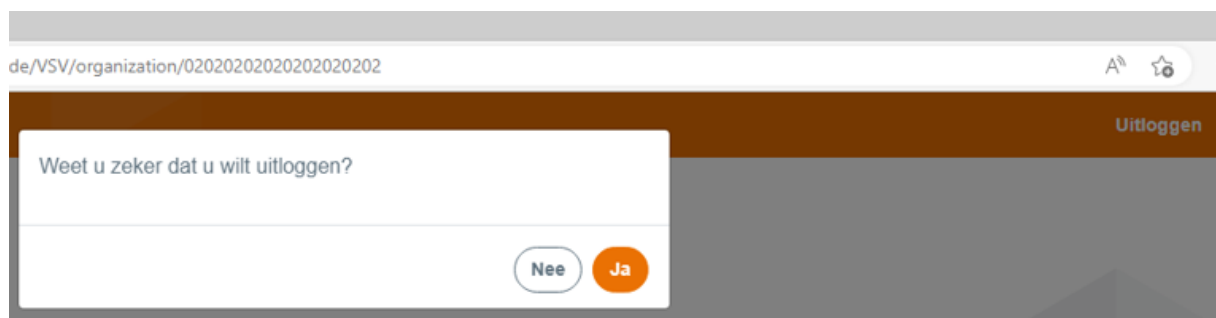 de/VSV/organization/02020202020202020202
Uitloggen
Weet u zeker dat u wilt uitloggen?
Nee Ja